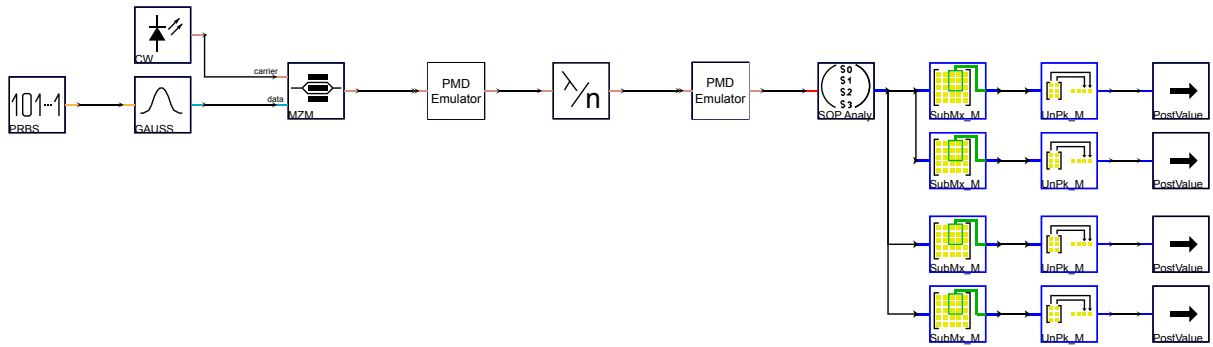 CW
carrier
101...1
PRBS
GAUSS
data
MZM
PMD
Emulator
λ/n
PMD
Emulator
S0
S1
S2
S3
SOP Analy
SubMx_M
UnPk_M
PostValue
SubMx_M
UnPk_M
PostValue
SubMx_M
UnPk_M
PostValue
SubMx_M
UnPk_M
PostValue